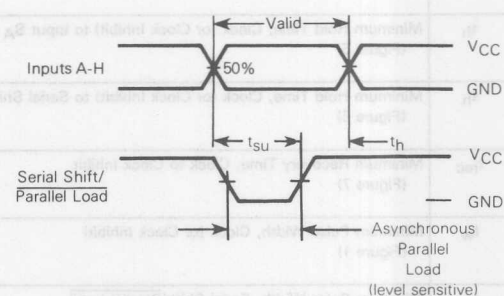 Valid
Inputs A-H
50%
VCC
GND
tsu
th
Serial Shift/
Parallel Load
VCC
GND
Asynchronous
Parallel
Load
(level sensitive)